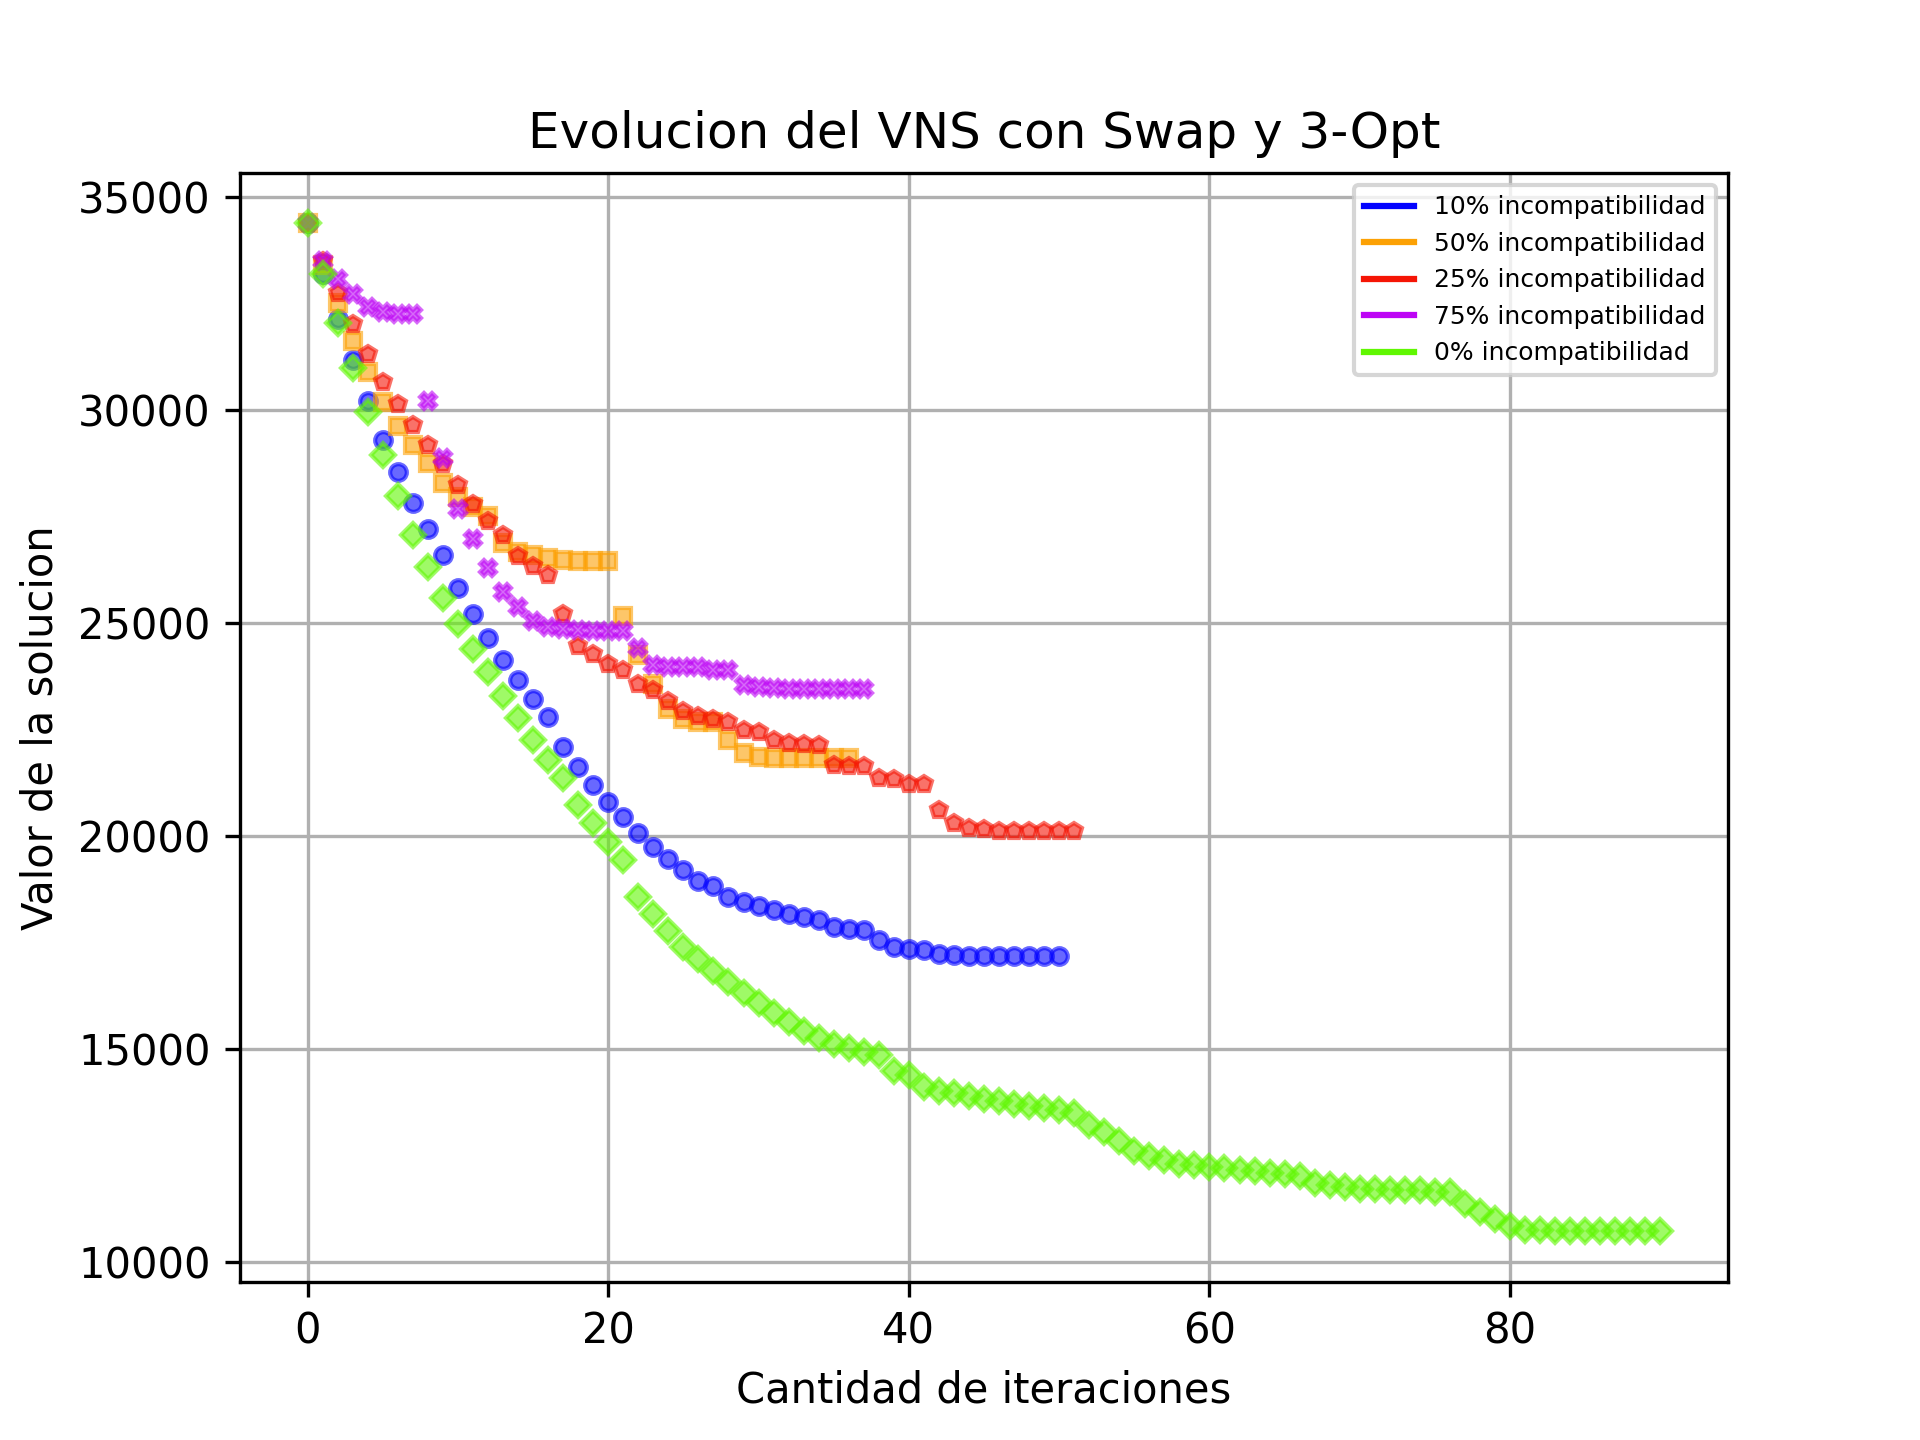 Evolucion del VNS con Swap y 3-Opt
35000
30000
25000
20000
15000
10000
Valor de la solucion
10% incompatibilidad
50% incompatibilidad
25% incompatibilidad
75% incompatibilidad
0% incompatibilidad
0 20 40 60 80
Cantidad de iteraciones